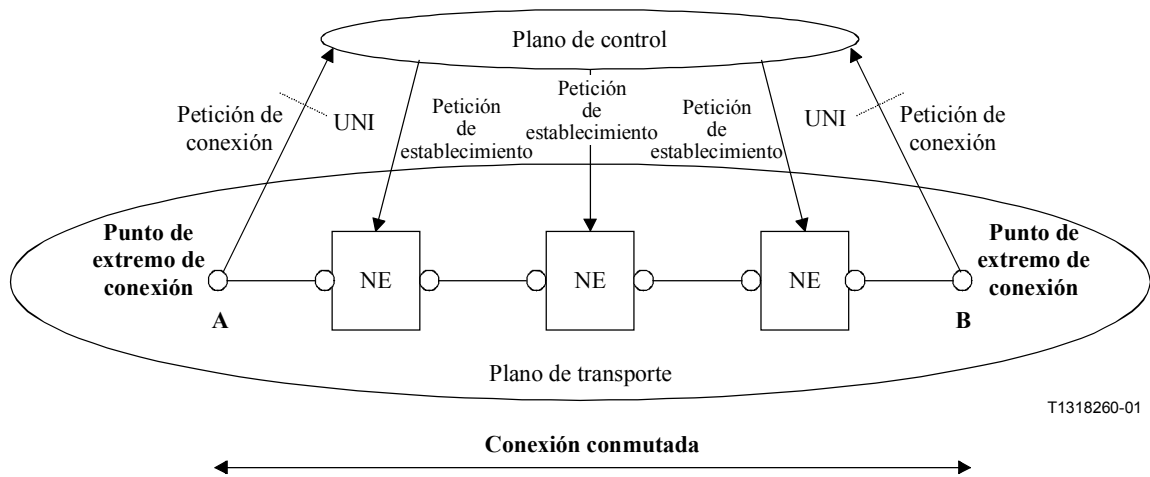 Plano de control
Petición de
conexión
UNI
Petición
de
establecimiento
Petición
de
establecimiento
Petición
de
establecimiento
UNI
Petición de
conexión
Punto de
extremo de
conexión
A
NE
NE
NE
Punto de
extremo de
conexión
B
Plano de transporte
T1318260-01
Conexión conmutada